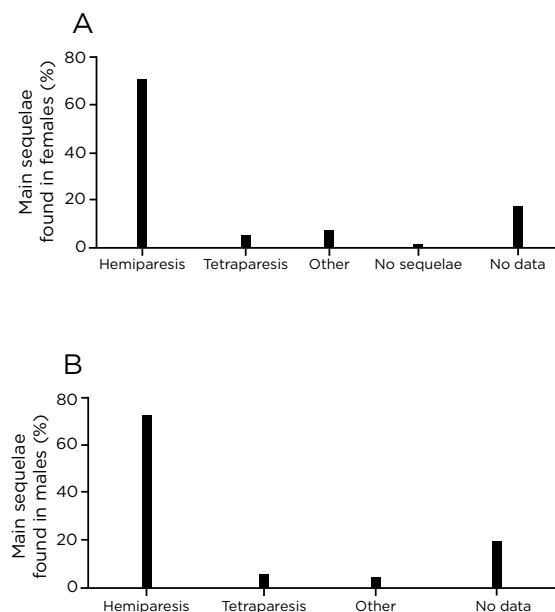 A
Main sequelae
found in females (%)
80
60
40
20
0
Hemiparesis Tetraparesis Other No sequelae No data
B
Main sequelae
found in males (%)
80
60
40
20
0
Hemiparesis Tetraparesis Other No data